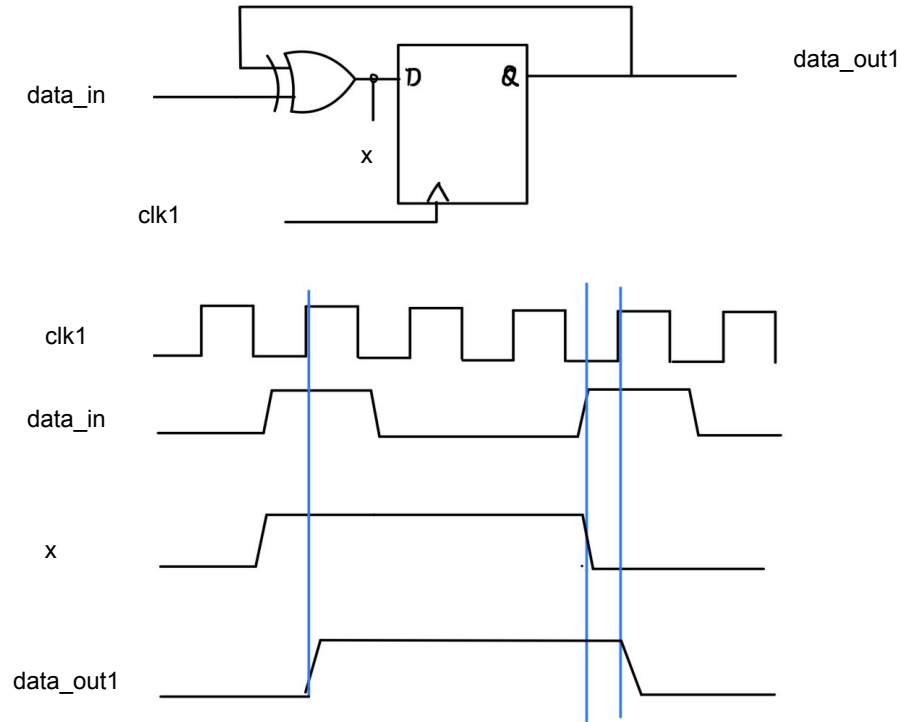 data_out1
data_in
D Q
x
clk1
clk1
data_in
x
data_out1